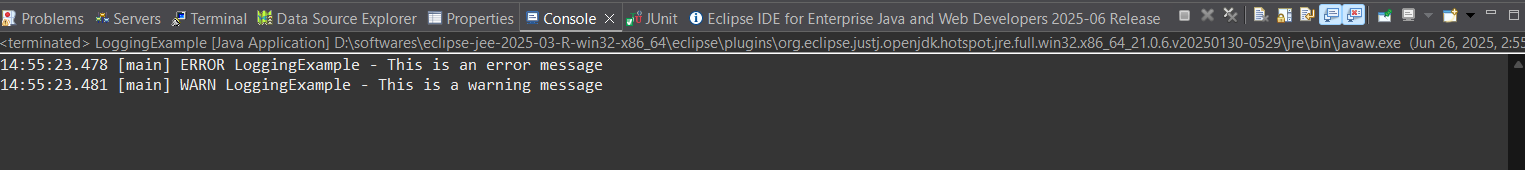 Problems Servers Terminal Data Source Explorer Properties Console JUnit Eclipse IDE for Enterprise Java and Web Developers 2025-06 Release
<terminated> LoggingExample [Java Application] D:\softwares\eclipse-jee-2025-03-R-win32-x86_64\eclipse\plugins\org.eclipse.justj.openjdk.hotspot.jre.full.win32.x86_64_21.0.6.v20250130-0529\jre\bin\javaw.exe (Jun 26, 2025, 2:55
14:55:23.478 [main] ERROR LoggingExample - This is an error message
14:55:23.481 [main] WARN LoggingExample - This is a warning message